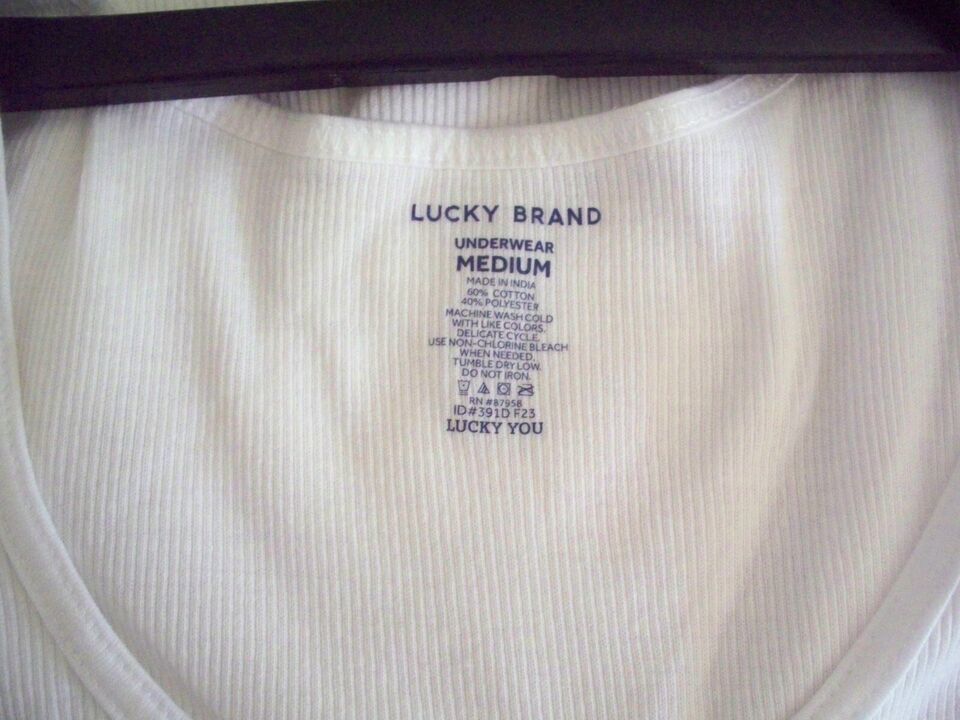 LUCKY BRAND
UNDERWEAR
MEDIUM
MADE IN INDIA
60% COTTON
40% POLYESTER
MACHINE WASH COLD
WITH LIKE COLORS.
DELICATE CYCLE.
USE NON-CHLORINE BLEACH
WHEN NEEDED.
TUMBLE DRY LOW.
DO NOT IRON.
RN #87958
ID#391D F23
LUCKY YOU